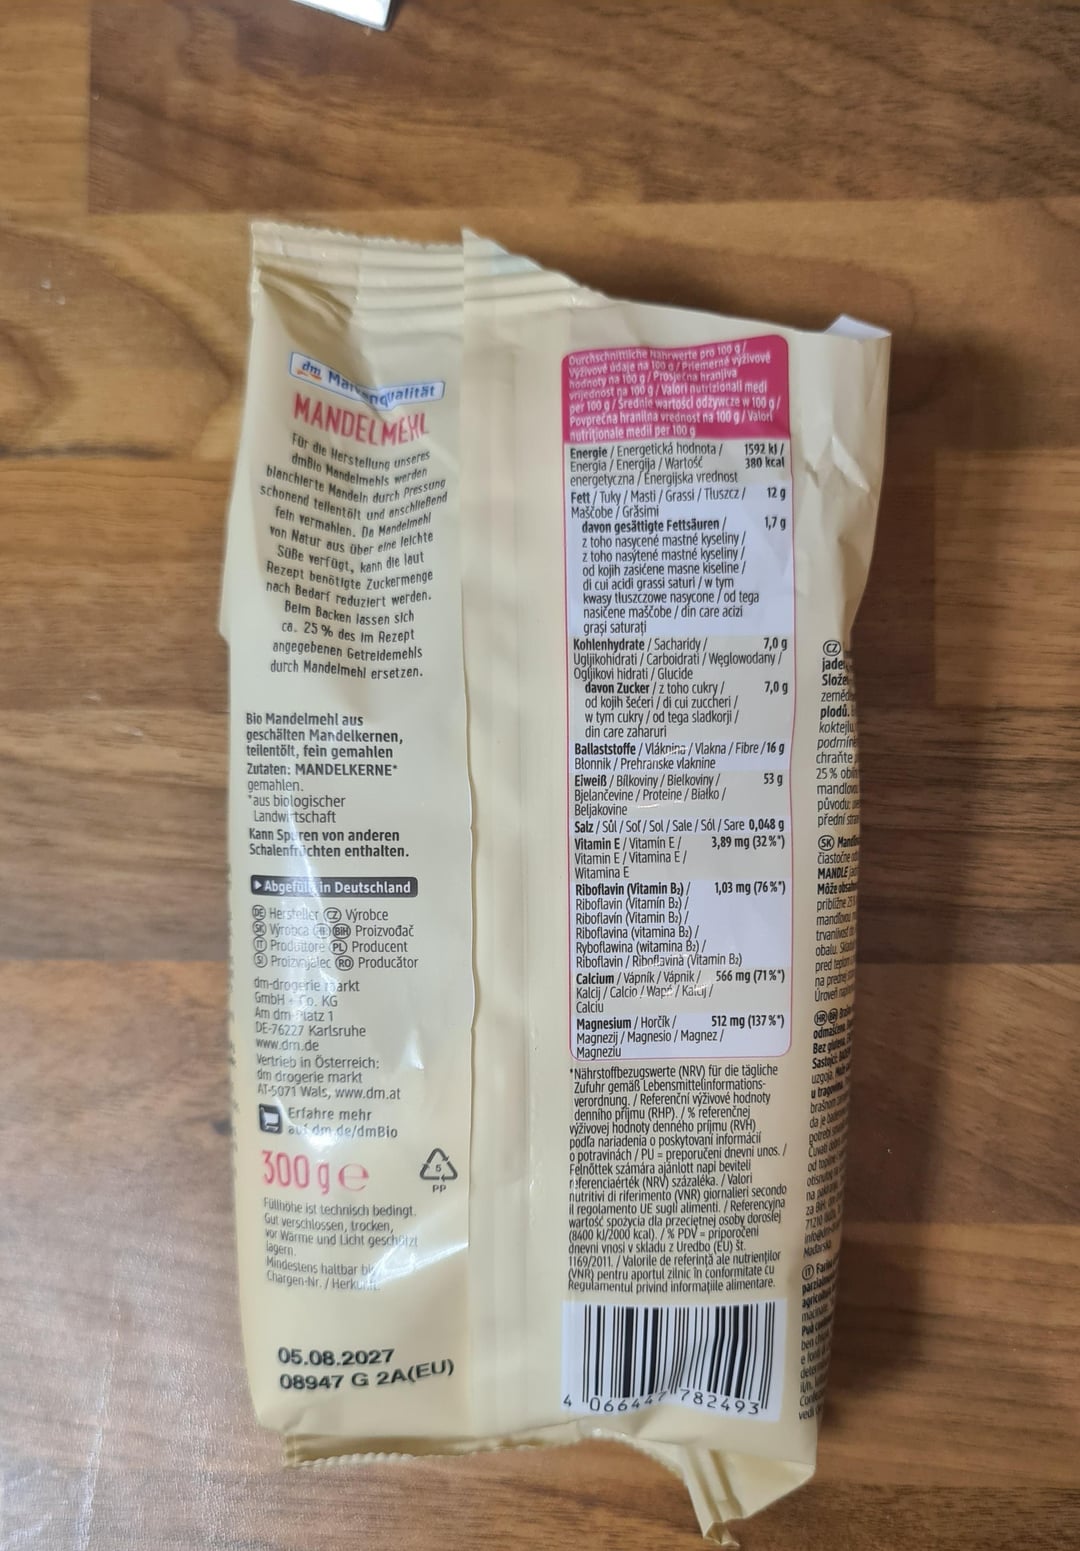 dm Markenqualität
MANDELMEHL
Für die Herstellung unseres
dmBio Mandelmehls werden
blanchierte Mandeln durch Pressung
schonend teilentölt und anschließend
fein vermahlen. Da Mandelmehl
von Natur aus über eine leichte
Süße verfügt, kann die laut
Rezept benötigte Zuckermenge
nach Bedarf reduziert werden.
Beim Backen lassen sich
ca. 25 % des im Rezept
angegebenen Getreidemehls
durch Mandelmehl ersetzen.
Bio Mandelmehl aus
geschälten Mandelkernen,
teilentölt, fein gemahlen
Zutaten: MANDELKERNE*
gemahlen.
*aus biologischer
Landwirtschaft
Kann Spuren von anderen
Schalenfrüchten enthalten.
Abgefüllt in Deutschland
DE Hersteller CZ Výrobce
SK Výrobca HR BIH Proizvođač
IT Produttore PL Producent
SI Proizvajalec RO Producător
dm-drogerie markt
GmbH + Co. KG
Am dm-Platz 1
DE-76227 Karlsruhe
www.dm.de
Vertrieb in Österreich:
dm drogerie markt
AT-5071 Wals, www.dm.at
Erfahre mehr
auf dm.de/dmBio
300 g e
5
PP
Füllhöhe ist technisch bedingt.
Gut verschlossen, trocken,
vor Wärme und Licht geschützt
lagern.
Mindestens haltbar bis
Chargen-Nr. / Herkunft:
05.08.2027
08947 G 2A(EU)
Durchschnittliche Nährwerte pro 100 g /
Výživové údaje na 100 g / Priemerné výživové
hodnoty na 100 g / Prosječna hranjiva
vrijednost na 100 g / Valori nutrizionali medi
per 100 g / Średnie wartości odżywcze w 100 g /
Povprečna hranilna vrednost na 100 g / Valori
nutriționale medii per 100 g
Energie / Energetická hodnota / 1592 kJ /
Energia / Energija / Wartość 380 kcal
energetyczna / Energijska vrednost
Fett / Tuky / Masti / Grassi / Tłuszcz / 12 g
Maščobe / Grăsimi
davon gesättigte Fettsäuren / 1,7 g
z toho nasycené mastné kyseliny /
z toho nasýtené mastné kyseliny /
od kojih zasićene masne kiseline /
di cui acidi grassi saturi / w tym
kwasy tłuszczowe nasycone / od tega
nasičene maščobe / din care acizi
grași saturați
Kohlenhydrate / Sacharidy / 7,0 g
Ugljikohidrati / Carboidrati / Węglowodany /
Ogljikovi hidrati / Glucide
davon Zucker / z toho cukry / 7,0 g
od kojih šećeri / di cui zuccheri /
w tym cukry / od tega sladkorji /
din care zaharuri
Ballaststoffe / Vláknina / Vlakna / Fibre / 16 g
Błonnik / Prehranske vlaknine
Eiweiß / Bílkoviny / Bielkoviny / 53 g
Bjelančevine / Proteine / Białko /
Beljakovine
Salz / Sůl / Soľ / Sol / Sale / Sól / Sare 0,048 g
Vitamin E / Vitamín E / 3,89 mg (32 %*)
Vitamin E / Vitamina E /
Witamina E
Riboflavin (Vitamin B₂) / 1,03 mg (76 %*)
Riboflavin (Vitamín B₂) /
Riboflavín (Vitamin B₂) /
Riboflavina (vitamina B₂) /
Ryboflawina (witamina B₂) /
Riboflavin / Riboflavină (Vitamin B₂)
Calcium / Vápník / Vápnik / 566 mg (71 %*)
Kalcij / Calcio / Wapń / Kalcij /
Calciu
Magnesium / Horčík / 512 mg (137 %*)
Magnezij / Magnesio / Magnez /
Magneziu
*Nährstoffbezugswerte (NRV) für die tägliche
Zufuhr gemäß Lebensmittelinformations-
verordnung. / Referenční výživové hodnoty
denního příjmu (RHP). / % referenčnej
výživovej hodnoty denného príjmu (RVH)
podľa nariadenia o poskytovaní informácií
o potravinách / PU = preporučeni dnevni unos. /
Felnőttek számára ajánlott napi beviteli
referenciaérték (NRV) százaléka. / Valori
nutritivi di riferimento (VNR) giornalieri secondo
il regolamento UE sugli alimenti. / Referencyjna
wartość spożycia dla przeciętnej osoby dorosłej
(8400 kJ/2000 kcal). / % PDV = priporočeni
dnevni vnosi v skladu z Uredbo (EU) št.
1169/2011. / Valorile de referință ale nutrienților
(VNR) pentru aportul zilnic în conformitate cu
Regulamentul privind informațiile alimentare.
4 066447 782493
CZ
plodů.
25 %
původu:
SK
MANDLE
HR BIH
IT